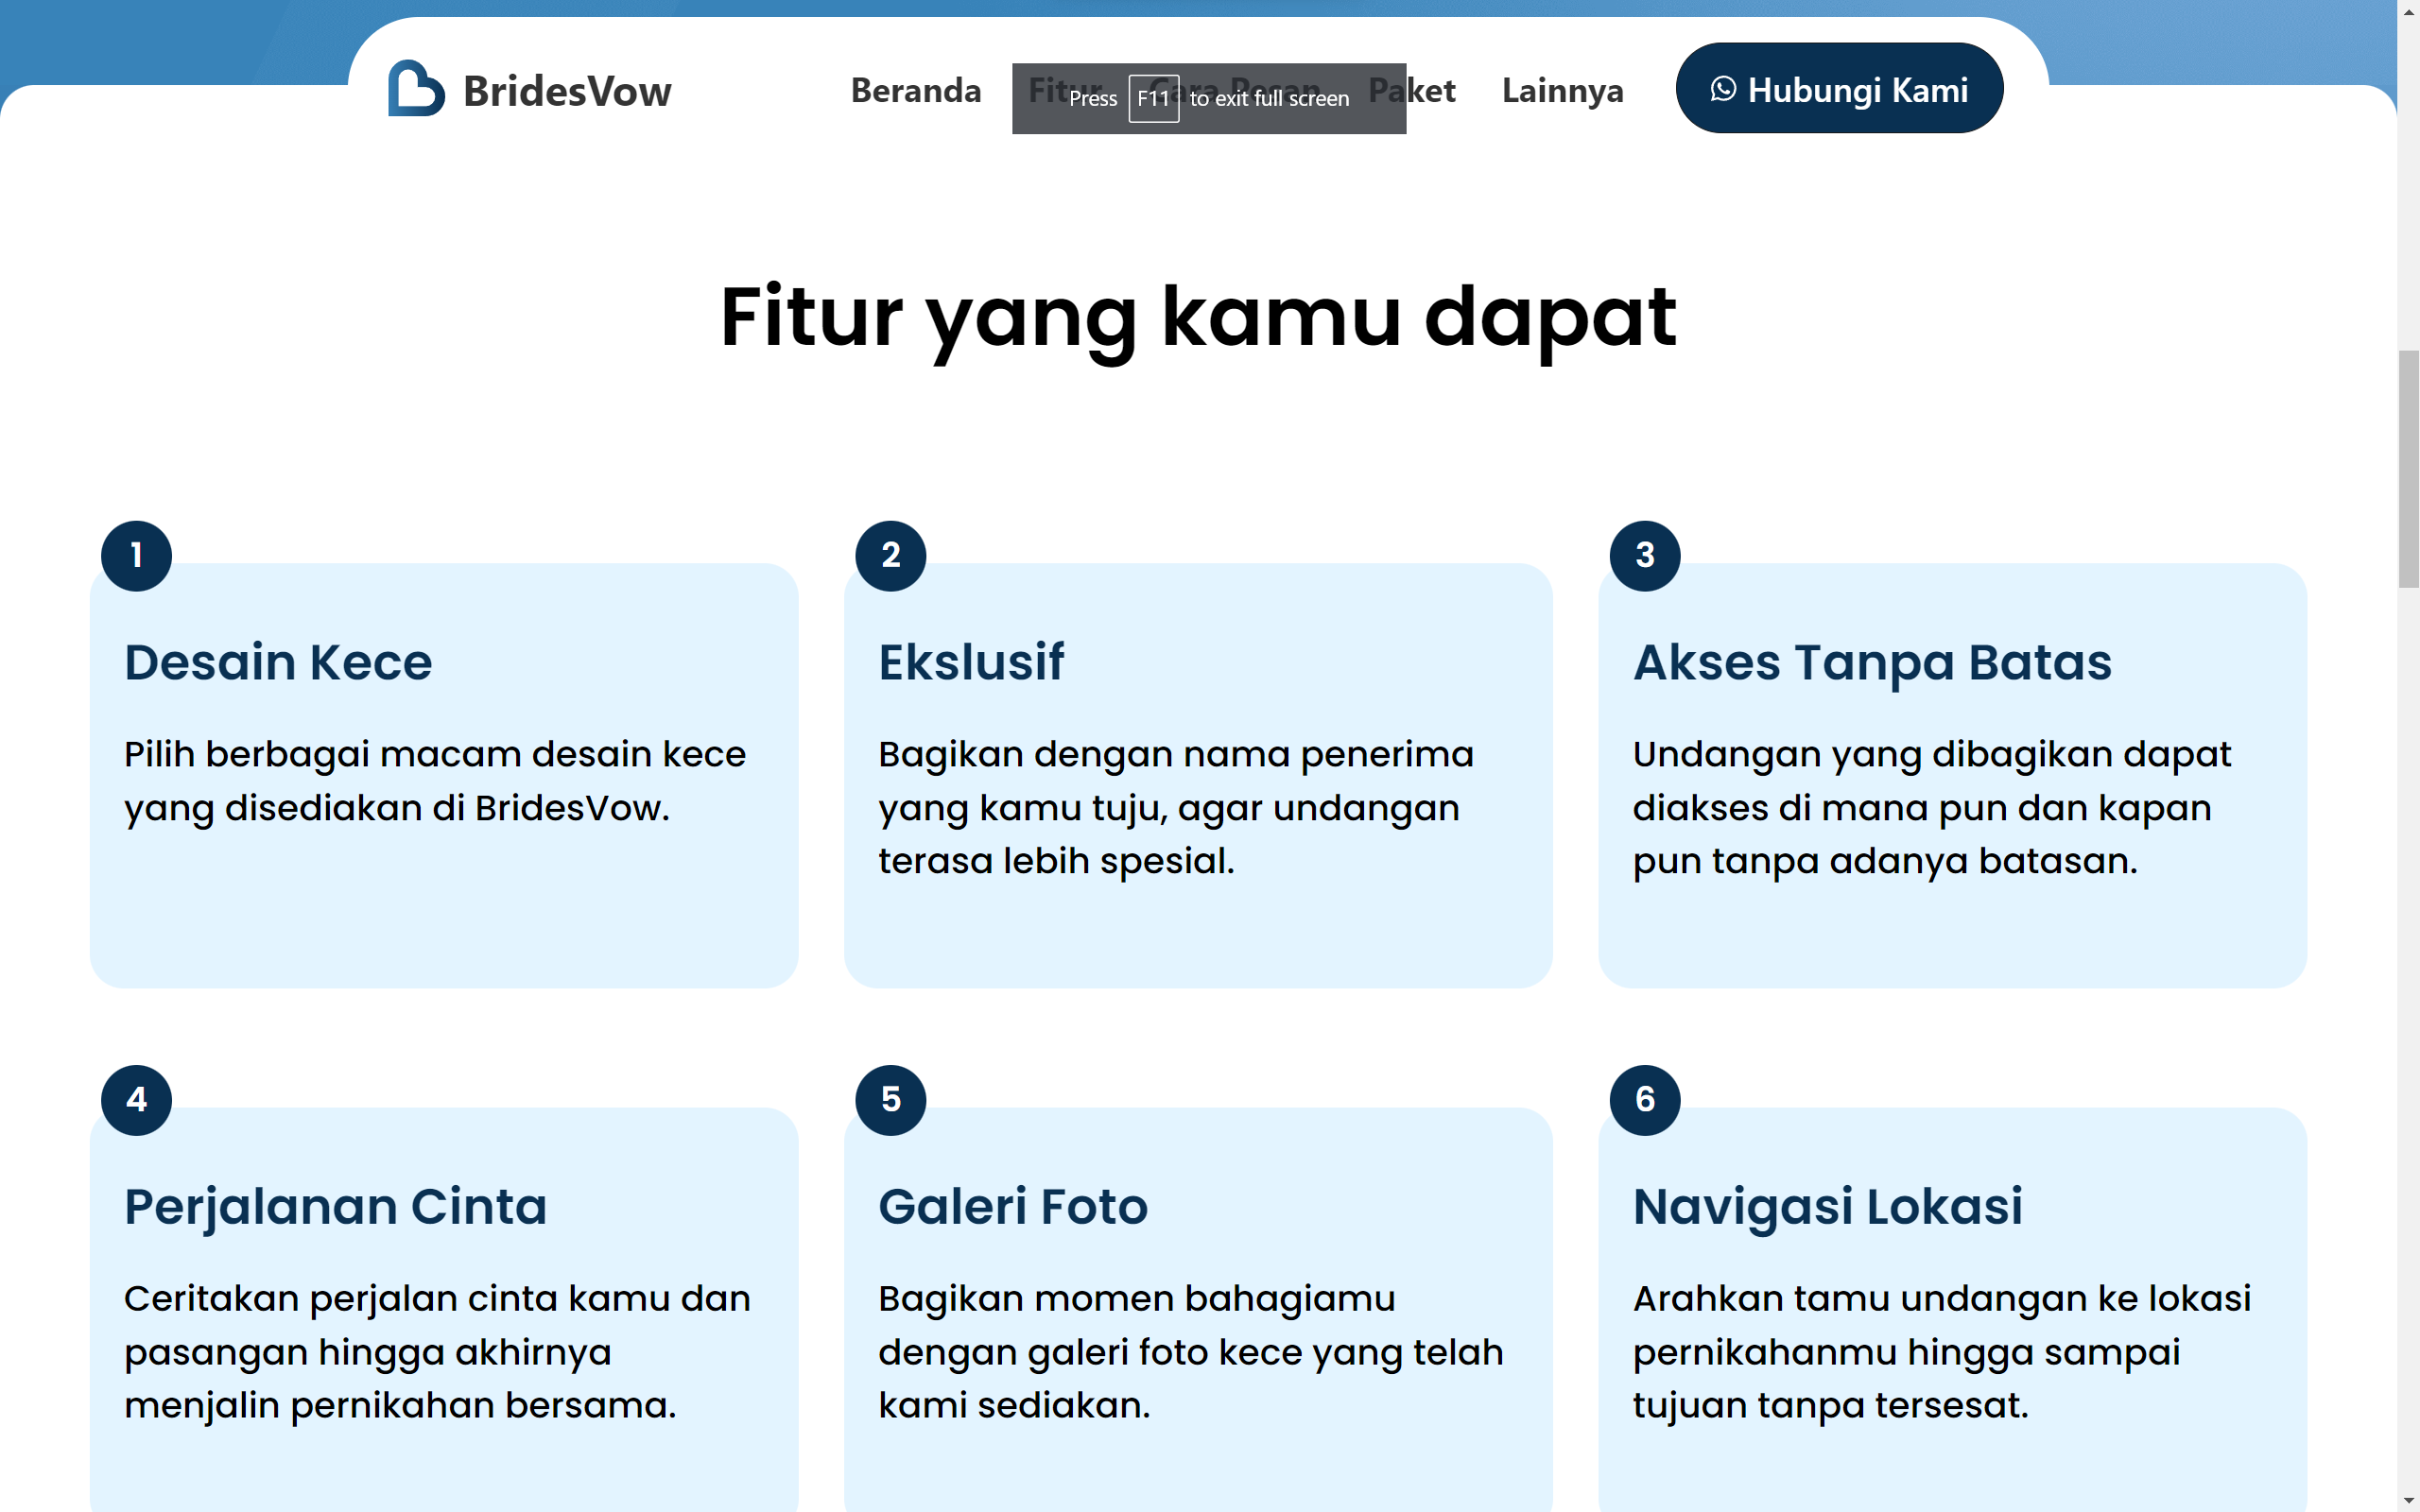 BridesVow
Beranda
Fitur
Cara Pesan
Paket
Lainnya
Hubungi Kami
Press F11 to exit full screen
Fitur yang kamu dapat
1
Desain Kece
Pilih berbagai macam desain kece
yang disediakan di BridesVow.
2
Ekslusif
Bagikan dengan nama penerima
yang kamu tuju, agar undangan
terasa lebih spesial.
3
Akses Tanpa Batas
Undangan yang dibagikan dapat
diakses di mana pun dan kapan
pun tanpa adanya batasan.
4
Perjalanan Cinta
Ceritakan perjalan cinta kamu dan
pasangan hingga akhirnya
menjalin pernikahan bersama.
5
Galeri Foto
Bagikan momen bahagiamu
dengan galeri foto kece yang telah
kami sediakan.
6
Navigasi Lokasi
Arahkan tamu undangan ke lokasi
pernikahanmu hingga sampai
tujuan tanpa tersesat.